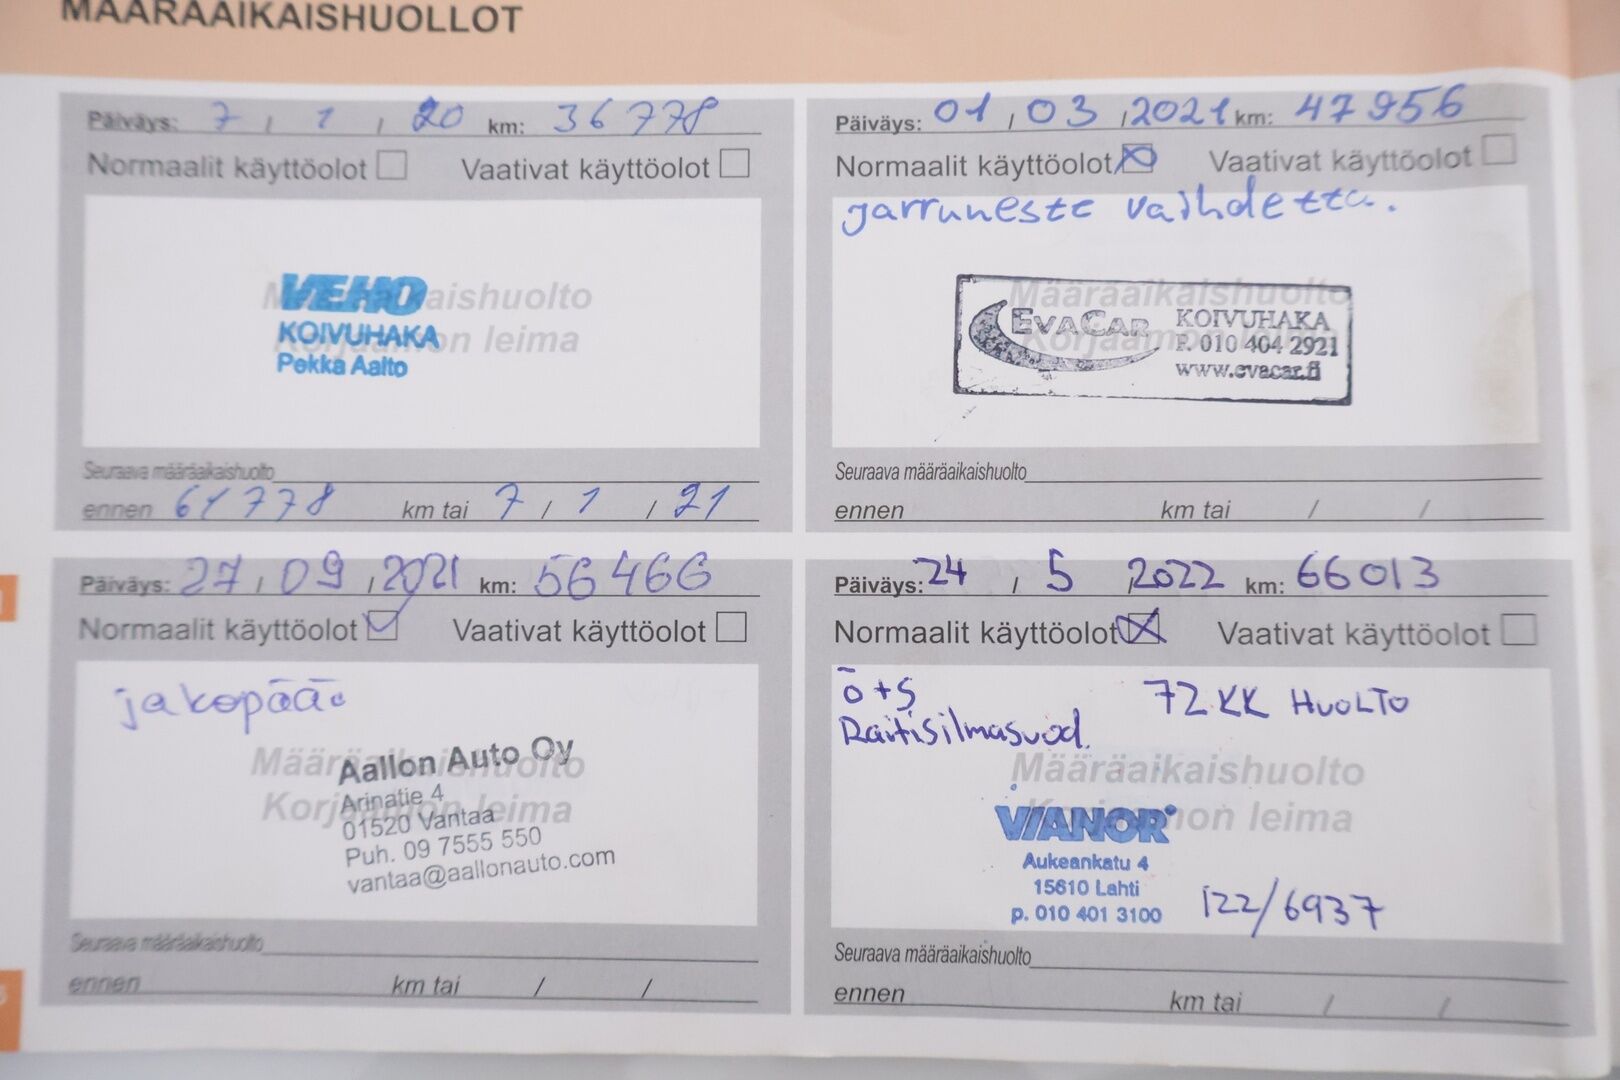 MÄÄRÄAIKAISHUOLLOT
Päiväys: 7 / 1 / 20 km: 36 778
Normaalit käyttöolot Vaativat käyttöolot
Määräaikaishuolto
Korjaamon leima
VEHO
KOIVUHAKA
Pekka Aalto
Seuraava määräaikaishuolto
ennen 61 778 km tai 7 / 1 / 21
Päiväys: 01 / 03 / 2021 km: 47956
Normaalit käyttöolot Vaativat käyttöolot
jarruneste vaihdettu.
Määräaikaishuolto
Korjaamon leima
EVACAR
KOIVUHAKA
P. 010 404 2921
www.evacar.fi
Seuraava määräaikaishuolto
ennen km tai / /
Päiväys: 27 / 09 / 2021 km: 56466
Normaalit käyttöolot Vaativat käyttöolot
jakopää
Määräaikaishuolto
Korjaamon leima
Aallon Auto Oy
Arinatie 4
01520 Vantaa
Puh. 09 7555 550
vantaa@aallonauto.com
Seuraava määräaikaishuolto
ennen km tai / /
Päiväys: 24 / 5 / 2022 km: 66013
Normaalit käyttöolot Vaativat käyttöolot
ö+s 72 KK HUOLTO
Raitisilmasuod.
Määräaikaishuolto
Korjaamon leima
VIANOR
Aukeankatu 4
15610 Lahti
p. 010 401 3100
122/6937
Seuraava määräaikaishuolto
ennen km tai / /